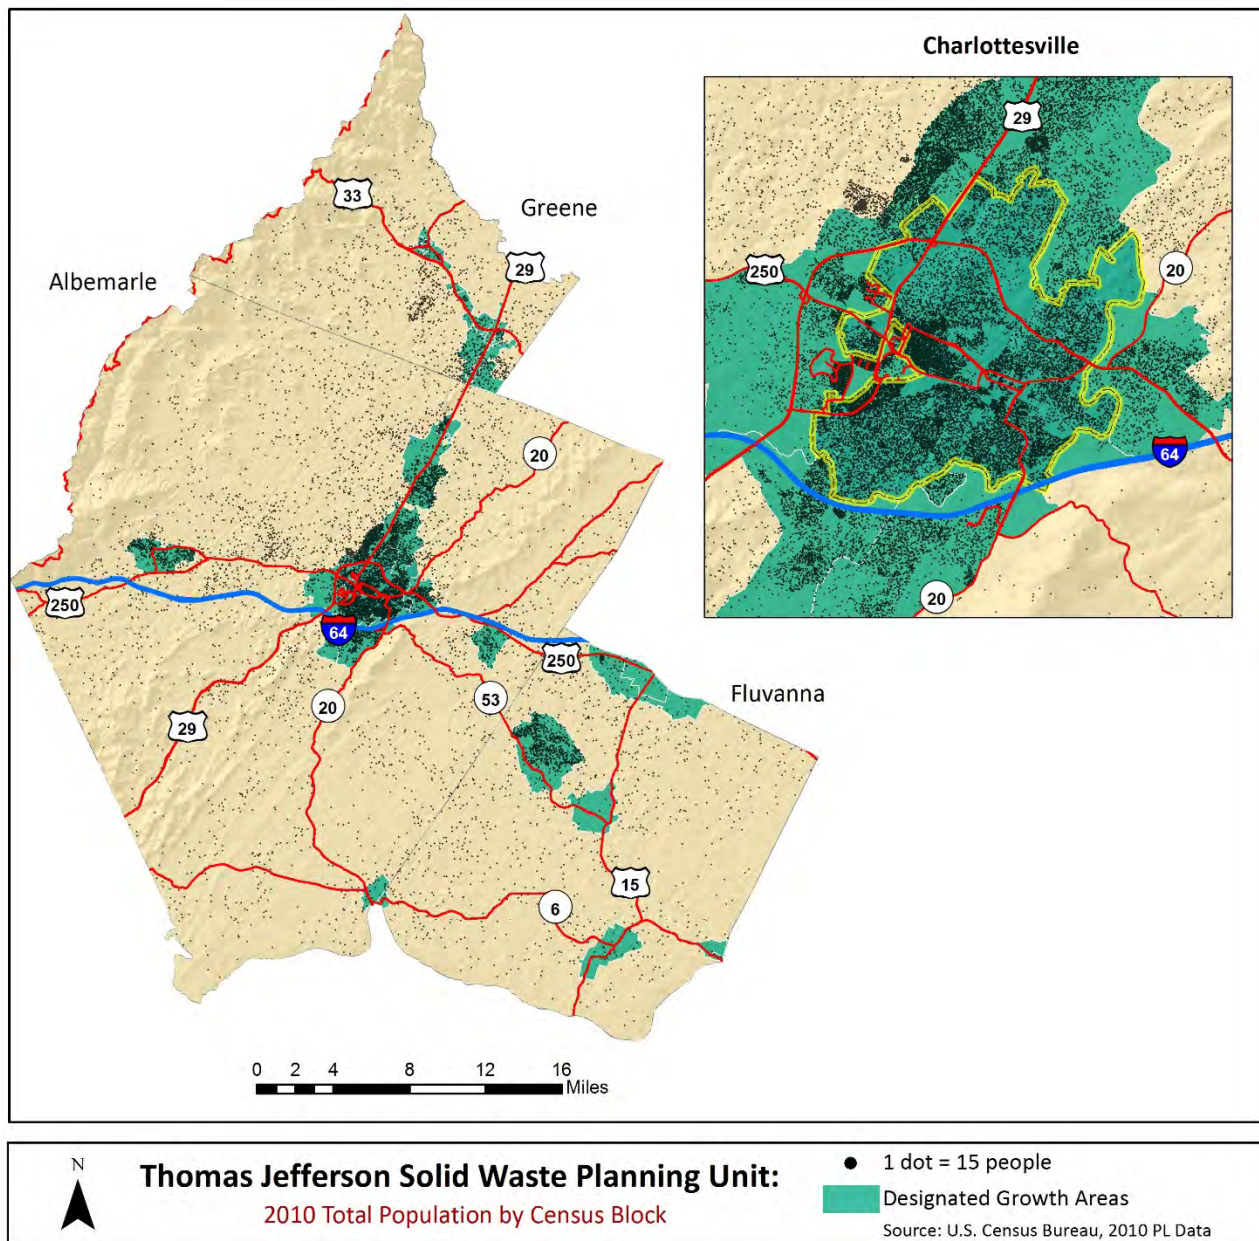 Charlottesville
29
250
20
64
20
33
Greene
29
Albemarle
20
250
64
250
Fluvanna
20
53
29
15
6
0 2 4 8 12 16
Miles
N
Thomas Jefferson Solid Waste Planning Unit:
2010 Total Population by Census Block
1 dot = 15 people
Designated Growth Areas
Source: U.S. Census Bureau, 2010 PL Data